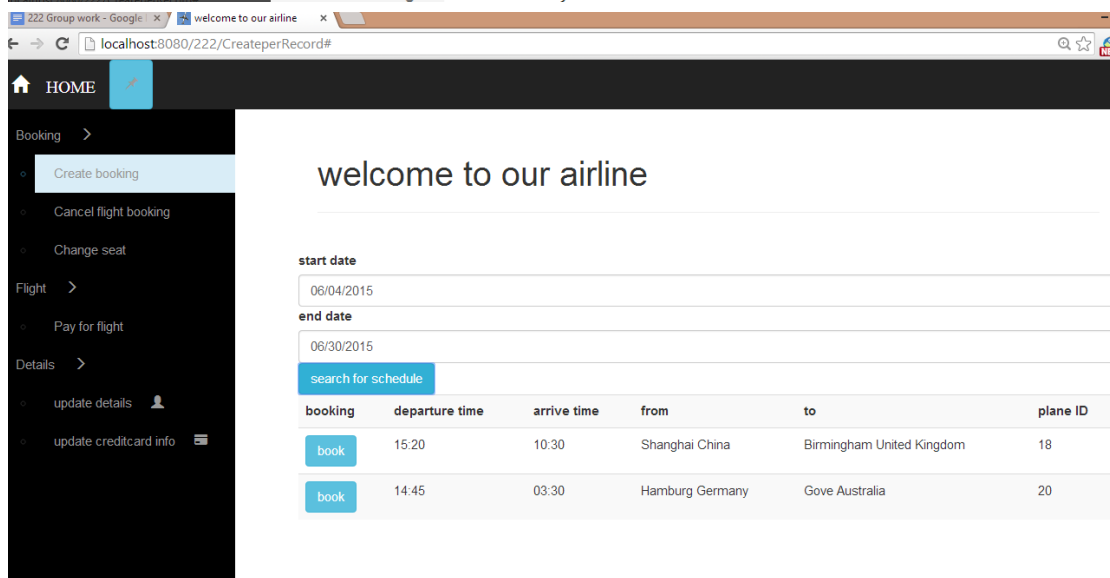 222 Group work - Google
welcome to our airline
localhost:8080/222/CreateperRecord#
HOME
Booking
Create booking
Cancel flight booking
Change seat
Flight
Pay for flight
Details
update details
update creditcard info
welcome to our airline
start date
06/04/2015
end date
06/30/2015
search for schedule
booking departure time arrive time from to plane ID
book 15:20 10:30 Shanghai China Birmingham United Kingdom 18
book 14:45 03:30 Hamburg Germany Gove Australia 20